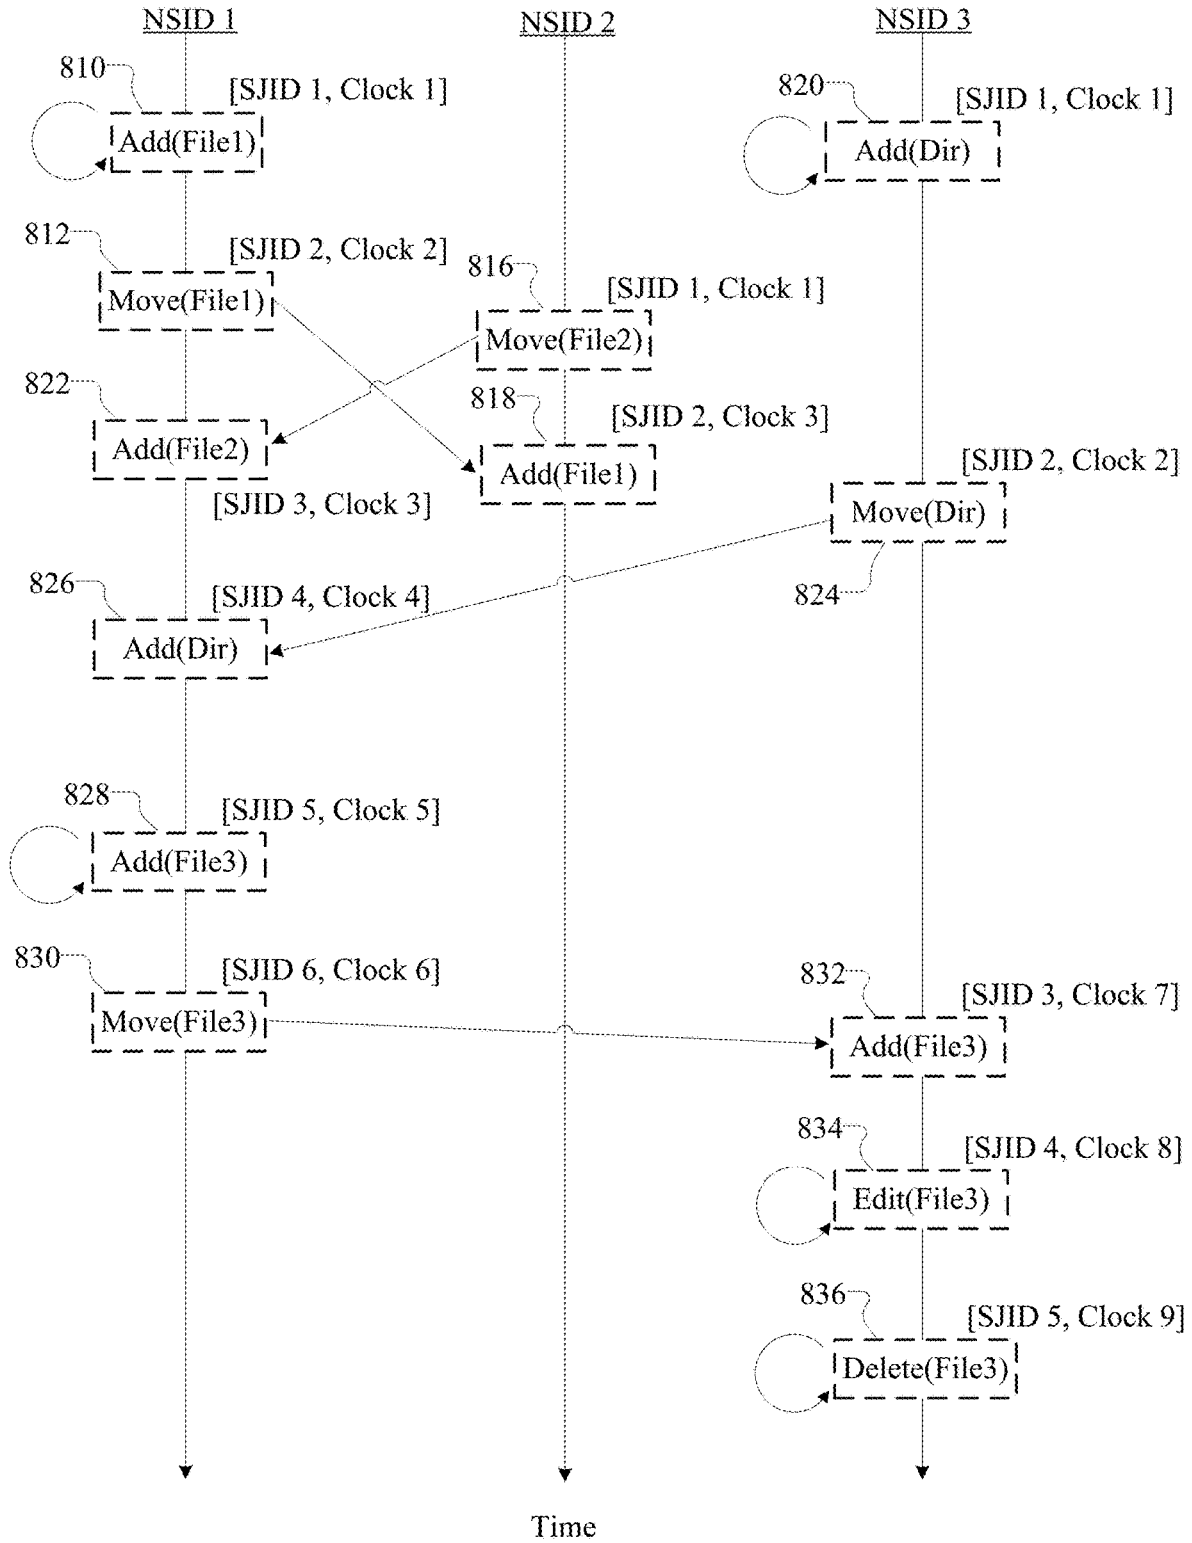 NSID 1
NSID 2
NSID 3
810
[SJID 1, Clock 1]
Add(File1)
820
[SJID 1, Clock 1]
Add(Dir)
812
[SJID 2, Clock 2]
Move(File1)
816
[SJID 1, Clock 1]
Move(File2)
822
Add(File2)
[SJID 3, Clock 3]
818
[SJID 2, Clock 3]
Add(File1)
[SJID 2, Clock 2]
Move(Dir)
824
826
[SJID 4, Clock 4]
Add(Dir)
828
[SJID 5, Clock 5]
Add(File3)
830
[SJID 6, Clock 6]
Move(File3)
832
[SJID 3, Clock 7]
Add(File3)
834
[SJID 4, Clock 8]
Edit(File3)
836
[SJID 5, Clock 9]
Delete(File3)
Time